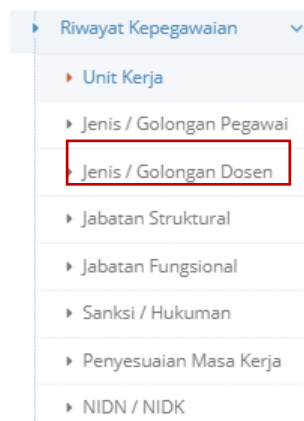 Riwayat Kepegawaian
Unit Kerja
Jenis / Golongan Pegawai
Jenis / Golongan Dosen
Jabatan Struktural
Jabatan Fungsional
Sanksi / Hukuman
Penyesuaian Masa Kerja
NIDN / NIDK